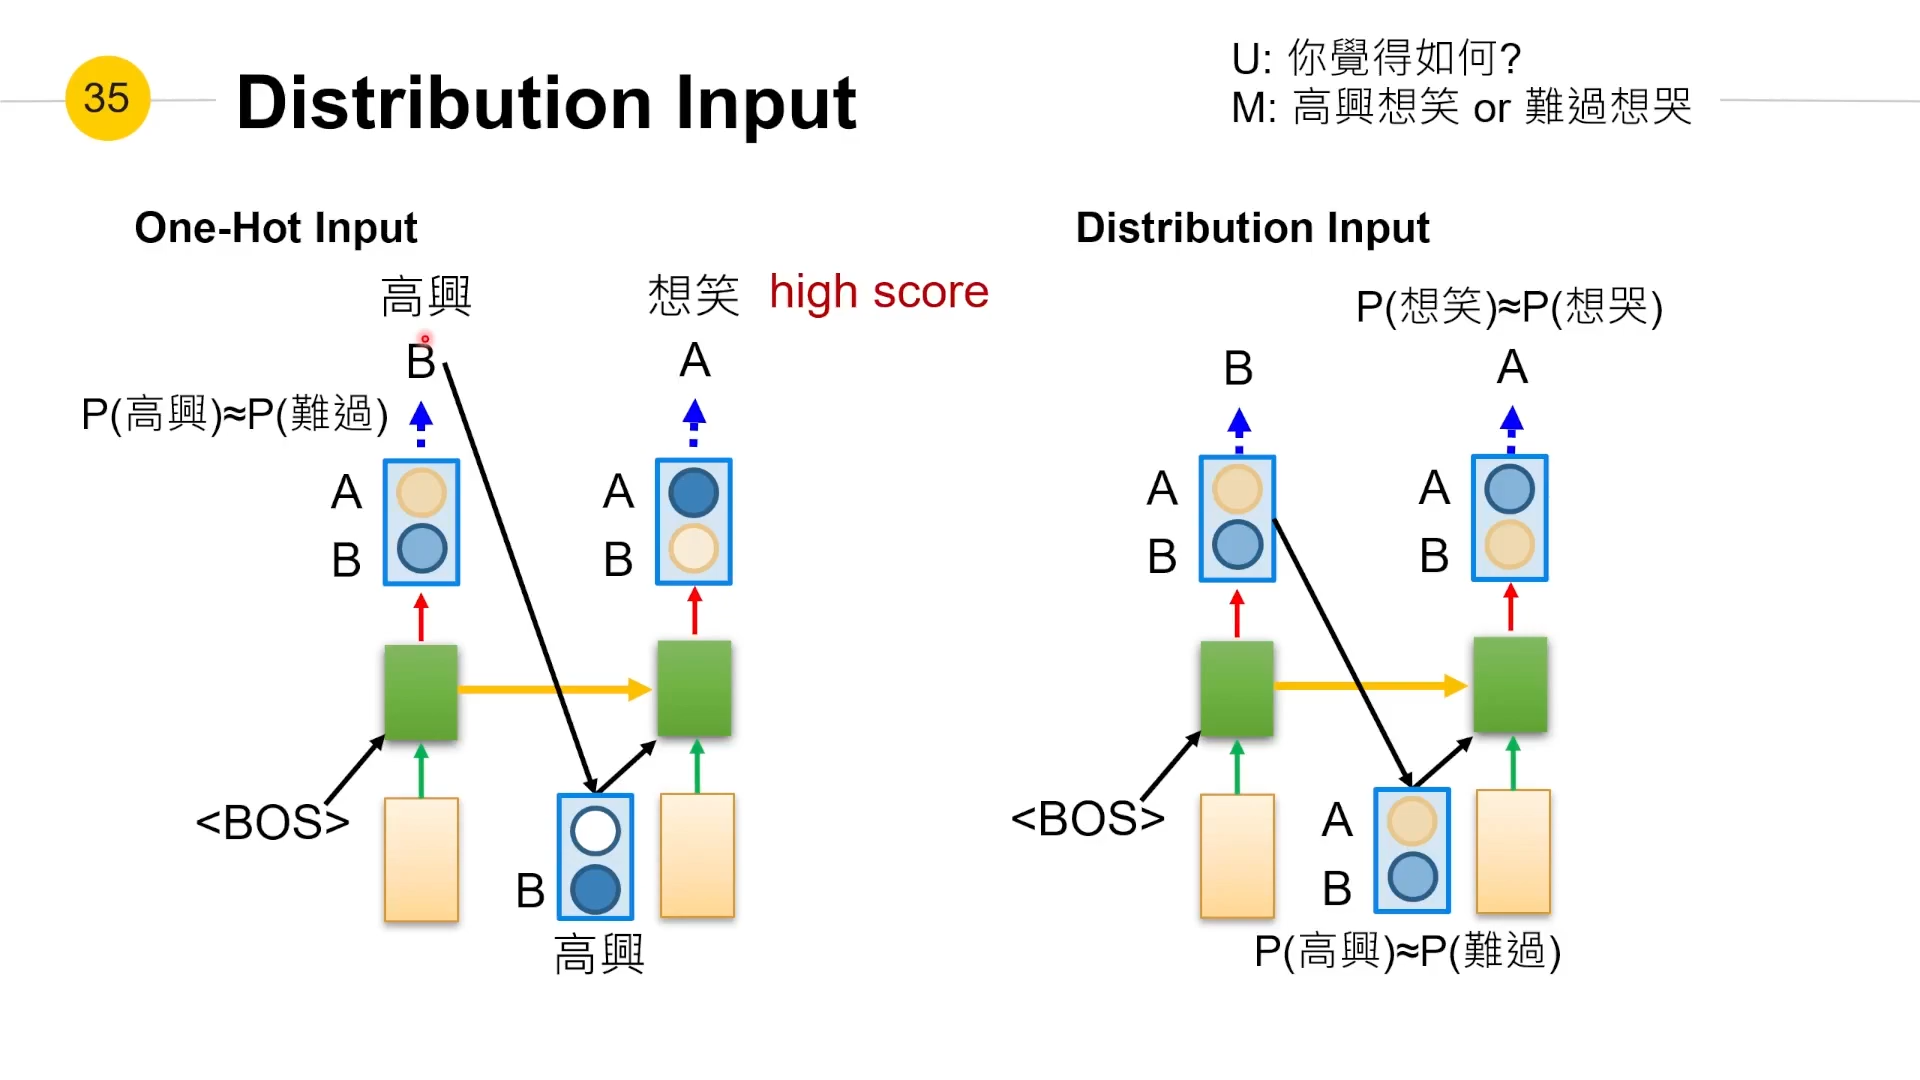 35
Distribution Input
U: 你覺得如何?
M: 高興想笑 or 難過想哭
One-Hot Input
高興
想笑 high score
B
A
P(高興)≈P(難過)
A
B
A
B
<BOS>
B
高興
Distribution Input
P(想笑)≈P(想哭)
B
A
A
B
A
B
<BOS>
A
B
P(高興)≈P(難過)